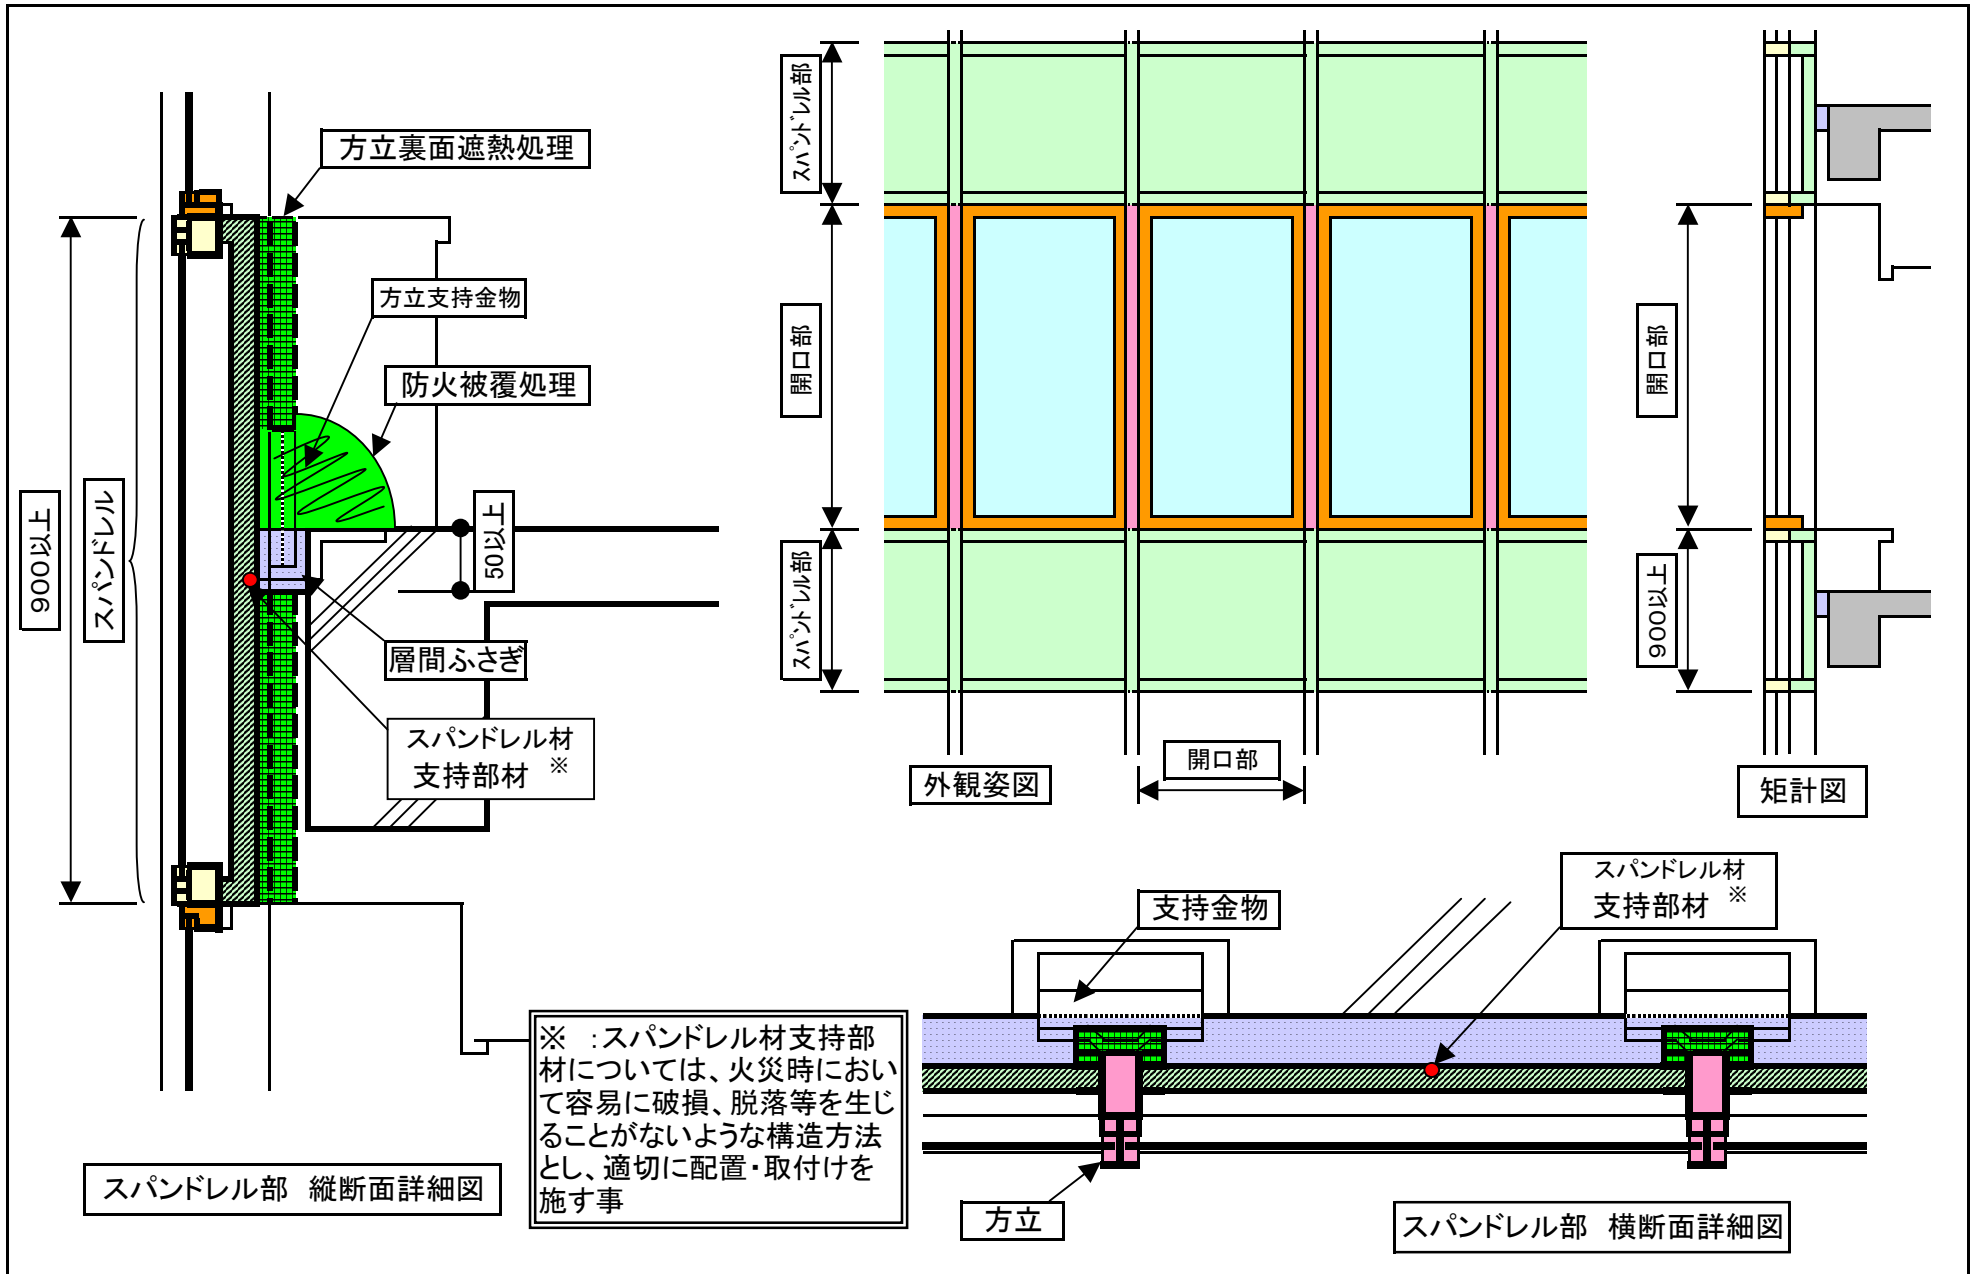 方立裏面遮熱処理
方立支持金物
防火被覆処理
900以上
スパンドレル
50以上
層間ふさぎ
スパンドレル材
支持部材 ※
スパンドレル部 縦断面詳細図
※ :スパンドレル材支持部
材については、火災時におい
て容易に破損、脱落等を生じ
ることがないような構造方法
とし、適切に配置・取付けを
施す事
スパンドレル部
開口部
スパンドレル部
外観姿図
開口部
開口部
900以上
矩計図
支持金物
スパンドレル材
支持部材 ※
方立
スパンドレル部 横断面詳細図